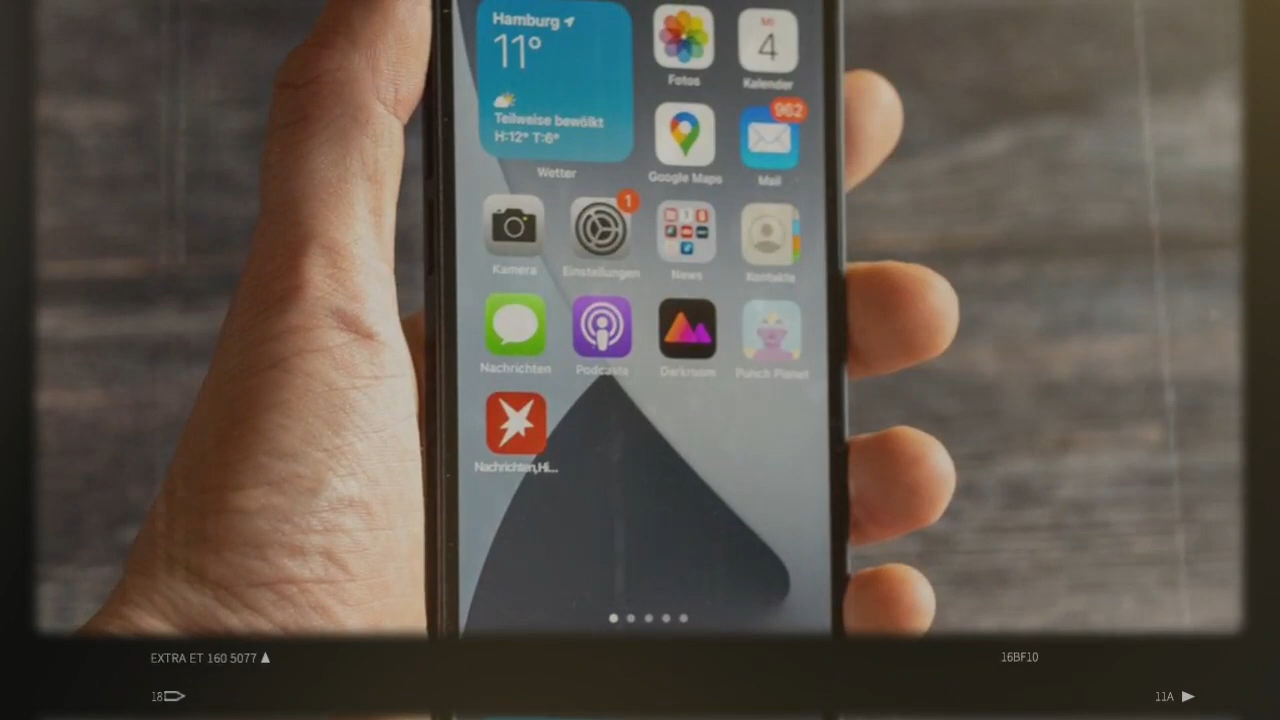 Hamburg
11°
Teilweise bewölkt
H:12° T:6°
Wetter
Fotos
MI
4
Kalender
Google Maps
962
Mail
Kamera
1
Einstellungen
News
Kontakte
Nachrichten
Podcasts
Darkroom
Punch Planet
Nachrichten,Hi...
EXTRA ET 160 5077
16BF10
18
11A